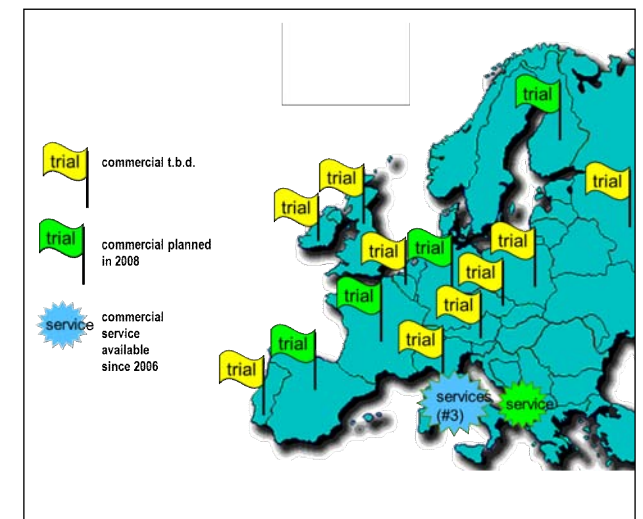 trial
commercial t.b.d.
trial
commercial planned
in 2008
service
commercial
service
available
since 2006
trial
trial
trial
trial
trial
trial
trial
trial
trial
trial
trial
trial
trial
services
(#3)
service